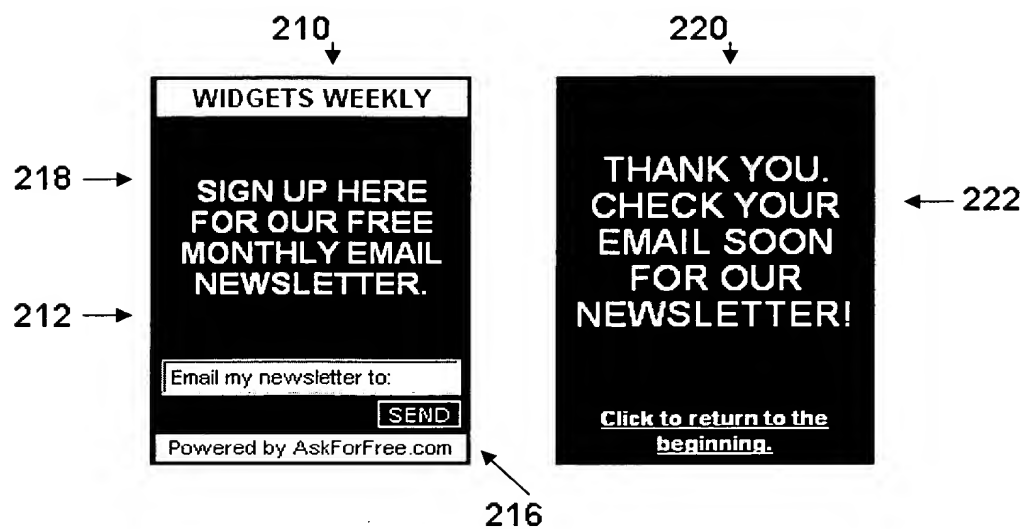 210
220
WIDGETS WEEKLY
218
SIGN UP HERE
FOR OUR FREE
MONTHLY EMAIL
NEWSLETTER.
212
Email my newsletter to:
SEND
Powered by AskForFree.com
216
THANK YOU.
CHECK YOUR
EMAIL SOON
FOR OUR
NEWSLETTER!
222
Click to return to the
beginning.